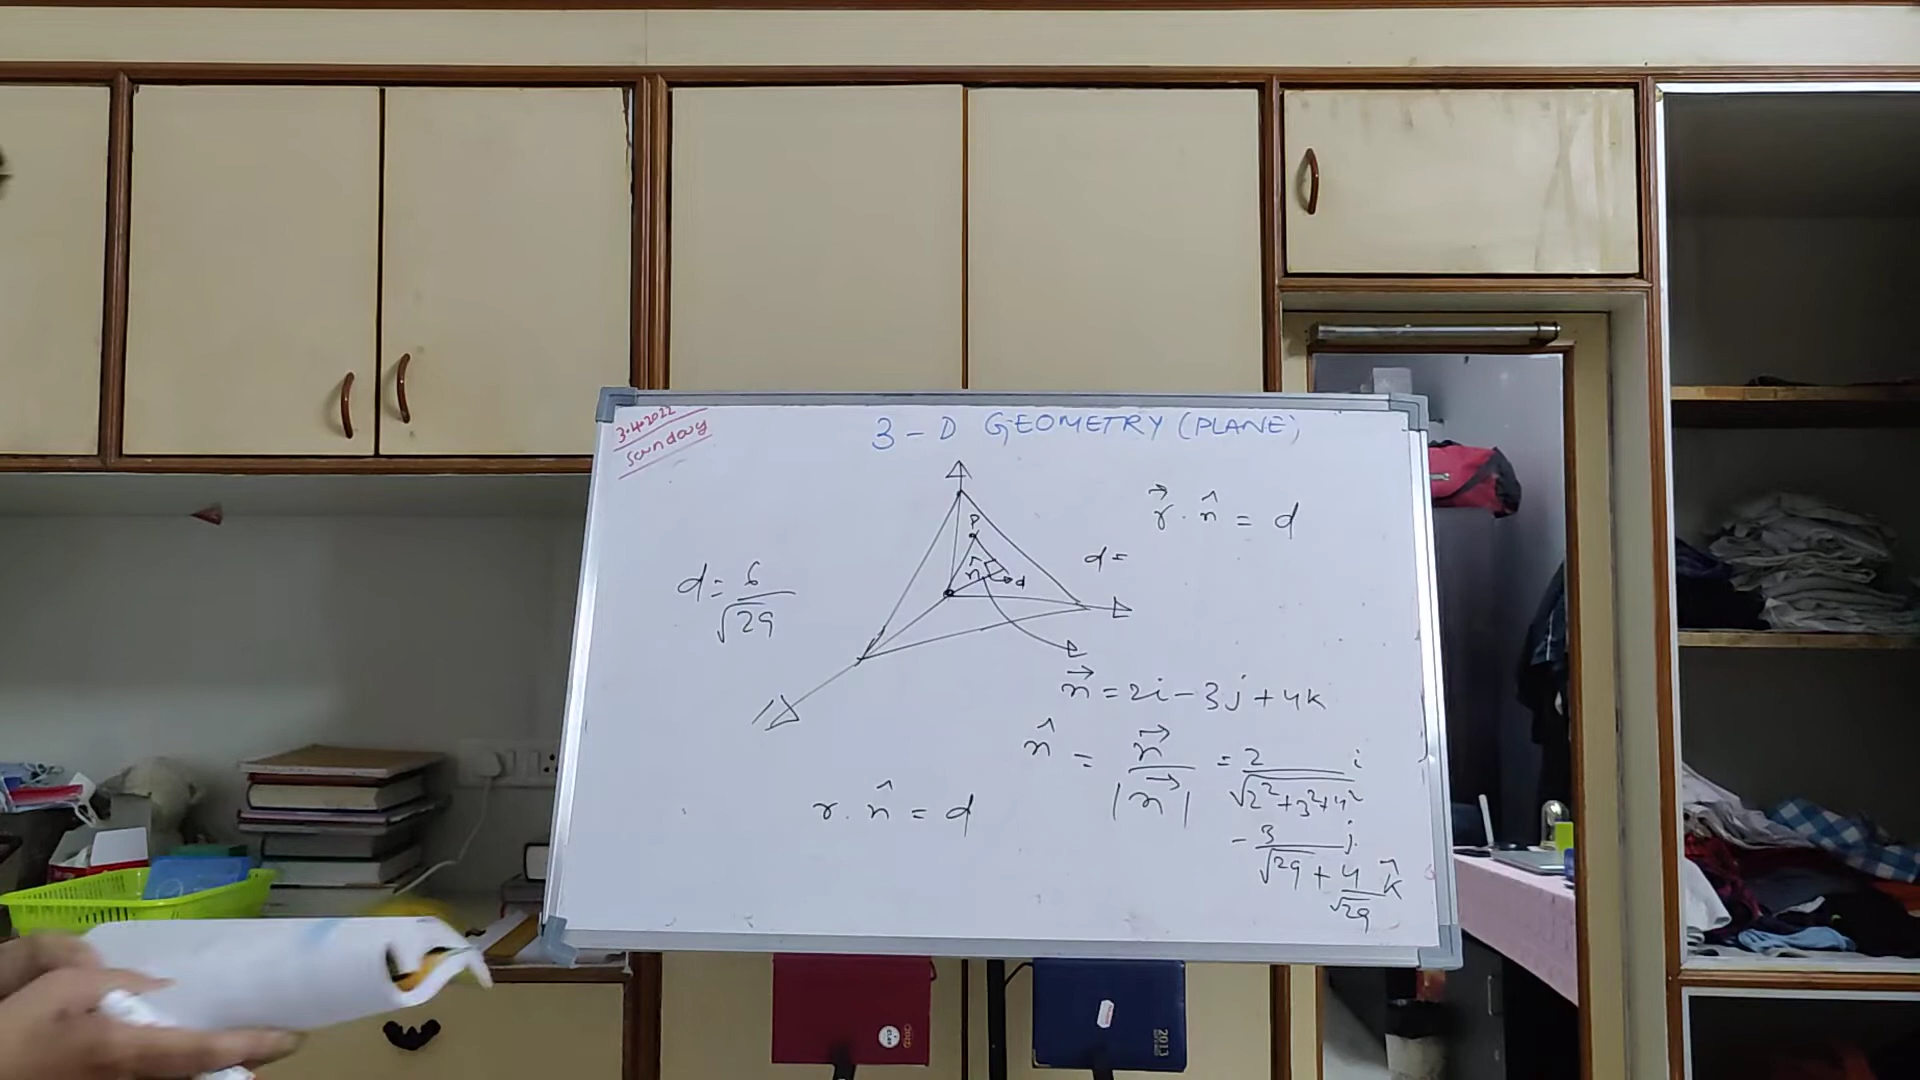 3.4.2022
Sunday
3-D GEOMETRY (PLANE)
r⃗ . n̂ = d
P
n̂
d
d =
d = 6/√29
n⃗ = 2i - 3j + 4k
n̂ = n⃗/|n⃗| = 2/√(2²+3²+4²) i
- 3/√29 j
+ 4/√29 k̂
r . n̂ = d
2013